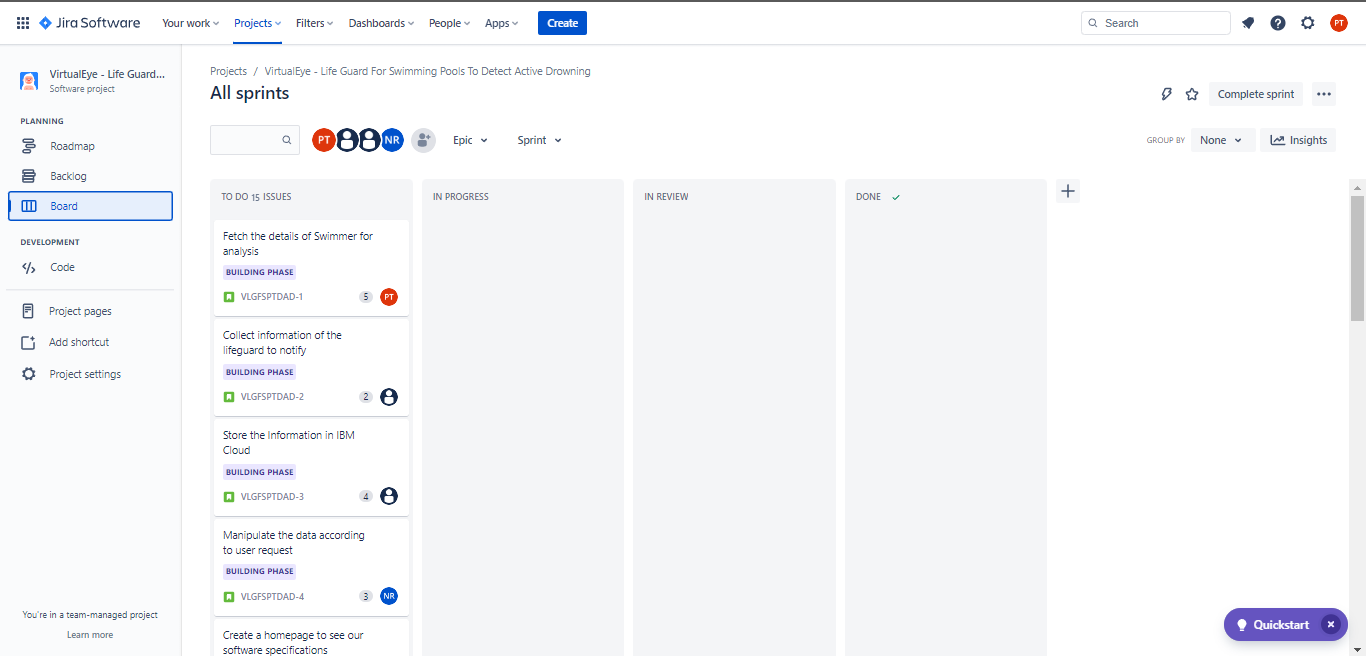 Jira Software Your work Projects Filters Dashboards People Apps Create Search PT
VirtualEye - Life Guard...
Software project
PLANNING
Roadmap
Backlog
Board
DEVELOPMENT
Code
Project pages
Add shortcut
Project settings
You're in a team-managed project
Learn more
Projects / VirtualEye - Life Guard For Swimming Pools To Detect Active Drowning
All sprints
Complete sprint
PT NR Epic Sprint GROUP BY None Insights
TO DO 15 ISSUES
Fetch the details of Swimmer for
analysis
BUILDING PHASE
VLGFSPTDAD-1 5 PT
Collect information of the
lifeguard to notify
BUILDING PHASE
VLGFSPTDAD-2 2
Store the Information in IBM
Cloud
BUILDING PHASE
VLGFSPTDAD-3 4
Manipulate the data according
to user request
BUILDING PHASE
VLGFSPTDAD-4 3 NR
Create a homepage to see our
software specifications
IN PROGRESS
IN REVIEW
DONE
Quickstart